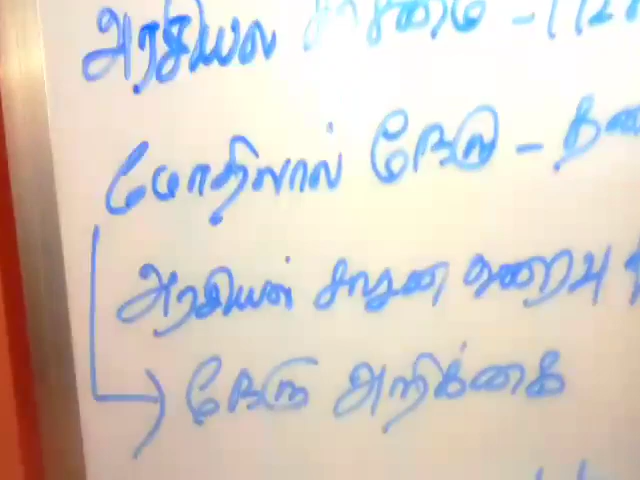 அரசியல்
மோதிலால் நேரு -
அரசியல் சாசன வரைவு
நேரு அறிக்கை